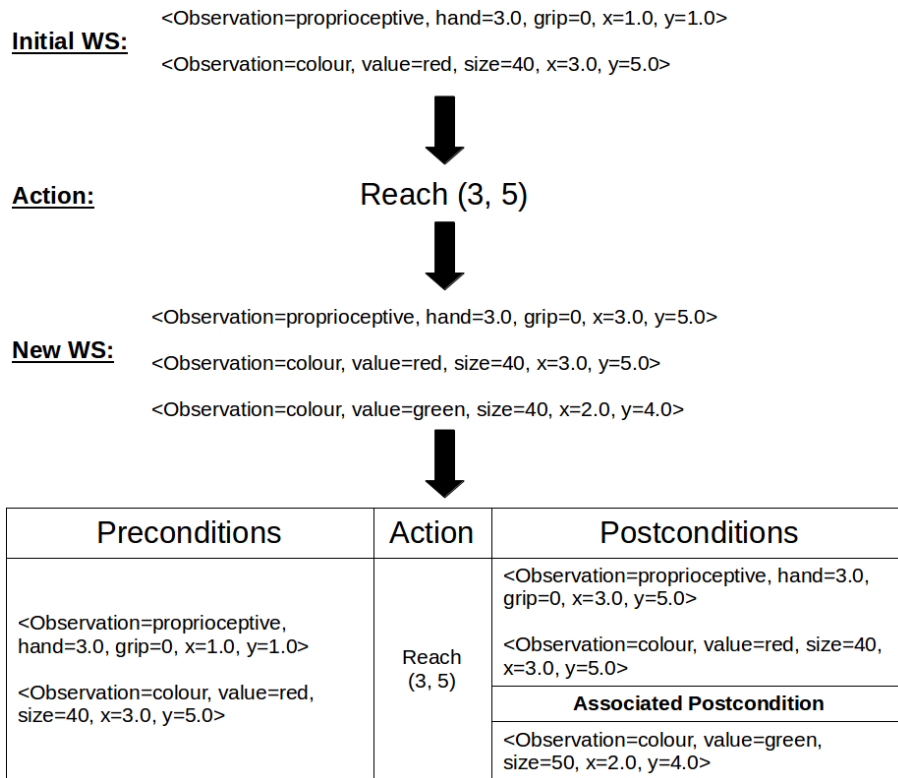 <Observation=proprioceptive, hand=3.0, grip=0, x=1.0, y=1.0>
Initial WS:
<Observation=colour, value=red, size=40, x=3.0, y=5.0>
Action:
Reach (3, 5)
<Observation=proprioceptive, hand=3.0, grip=0, x=3.0, y=5.0>
New WS:
<Observation=colour, value=red, size=40, x=3.0, y=5.0>
<Observation=colour, value=green, size=40, x=2.0, y=4.0>
Preconditions
Action
Postconditions
<Observation=proprioceptive,
hand=3.0, grip=0, x=1.0, y=1.0>
<Observation=colour, value=red,
size=40, x=3.0, y=5.0>
Reach
(3, 5)
<Observation=proprioceptive, hand=3.0,
grip=0, x=3.0, y=5.0>
<Observation=colour, value=red, size=40,
x=3.0, y=5.0>
Associated Postcondition
<Observation=colour, value=green,
size=50, x=2.0, y=4.0>